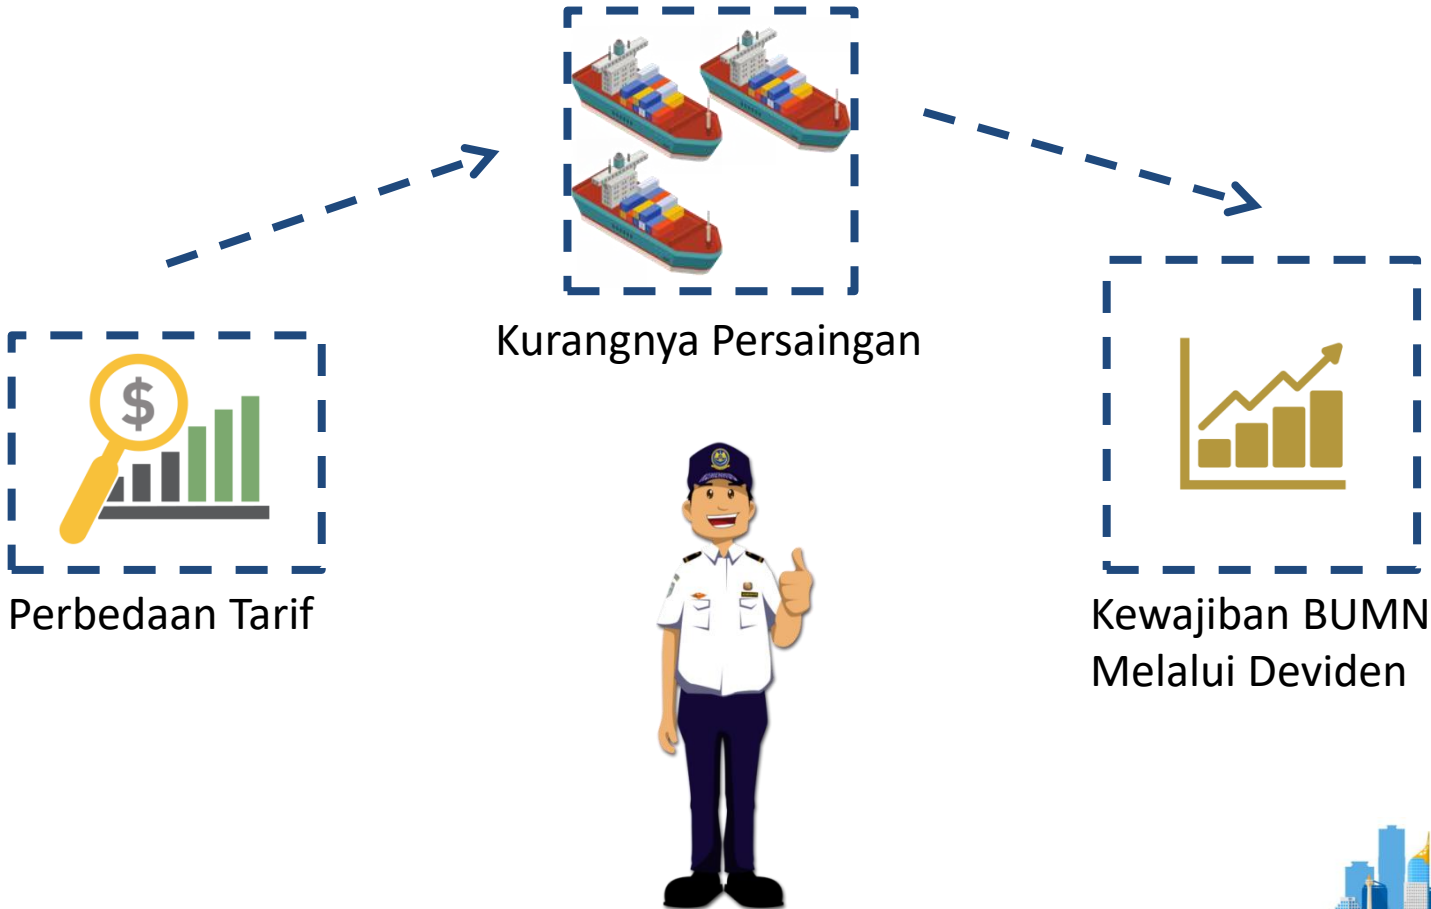 Kurangnya Persaingan
$
Perbedaan Tarif
Kewajiban BUMN
Melalui Deviden